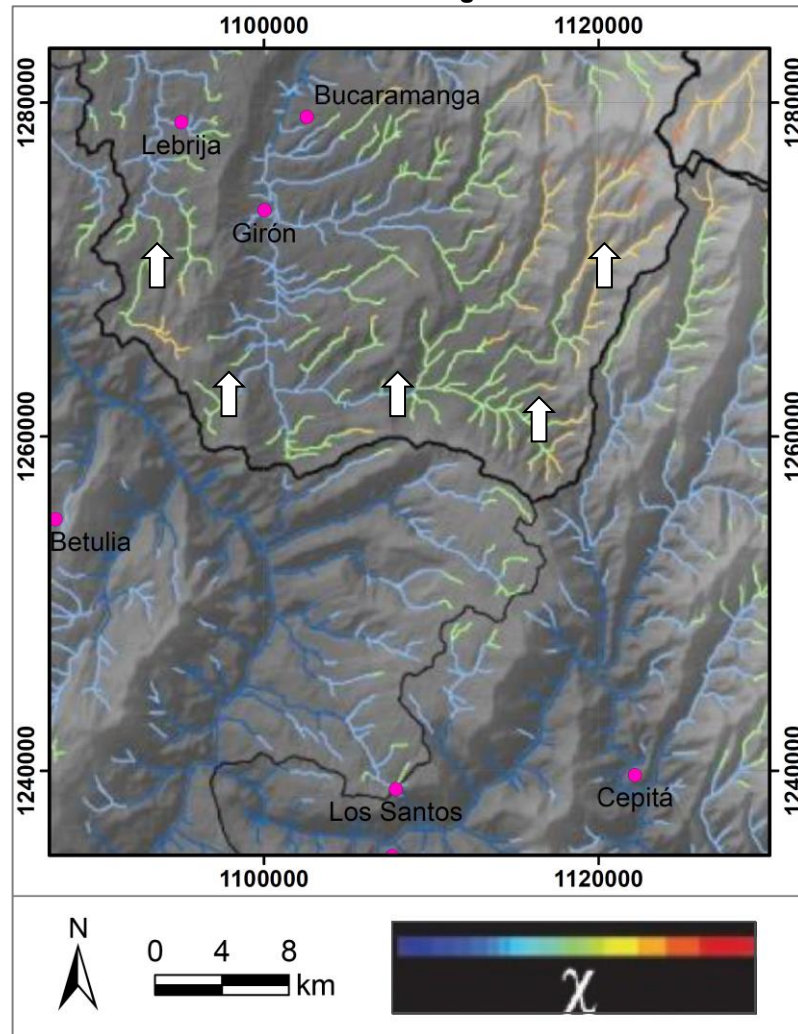 1100000 1120000
1280000 1280000
Bucaramanga
Lebrija
Girón
1260000 1260000
Betulia
1240000 1240000
Los Santos
Cepitá
1100000 1120000
N
0 4 8
km
χ